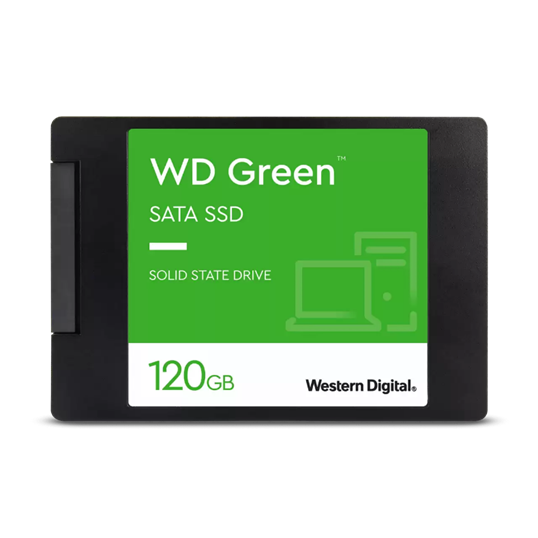 WD Green™
SATA SSD
SOLID STATE DRIVE
120GB
Western Digital®